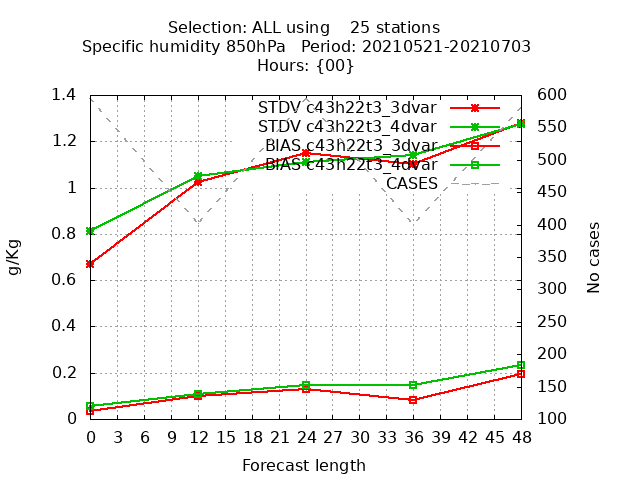 Selection: ALL using    25 stations
Specific humidity 850hPa   Period: 20210521-20210703
Hours: {00}
STDV c43h22t3_3dvar
STDV c43h22t3_4dvar
BIAS c43h22t3_3dvar
BIAS c43h22t3_4dvar
CASES
g/Kg
1.4
1.2
1
0.8
0.6
0.4
0.2
0
No cases
600
550
500
450
400
350
300
250
200
150
100
0 3 6 9 12 15 18 21 24 27 30 33 36 39 42 45 48
Forecast length